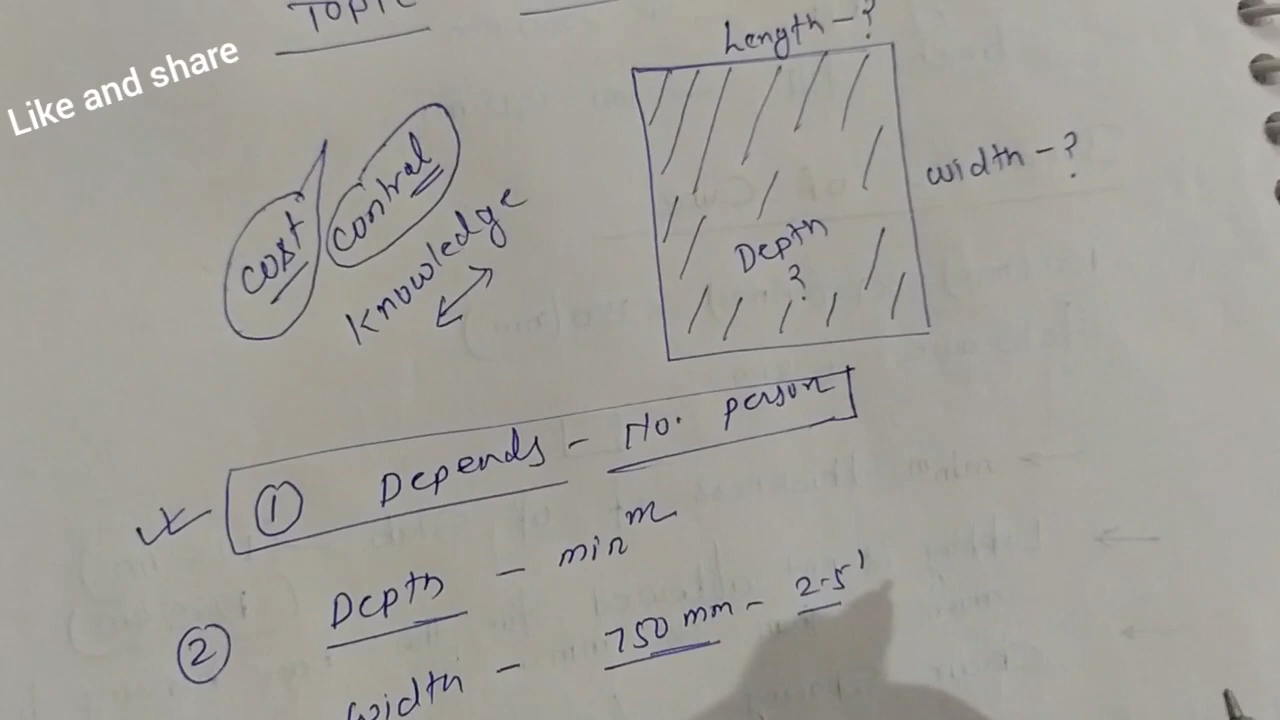 TOPIC
Like and share
Length - ?
width - ?
Depth
?
cost control
Knowledge
① Depends - No. person
② Depth - min^m
width - 750 mm - 2.5'